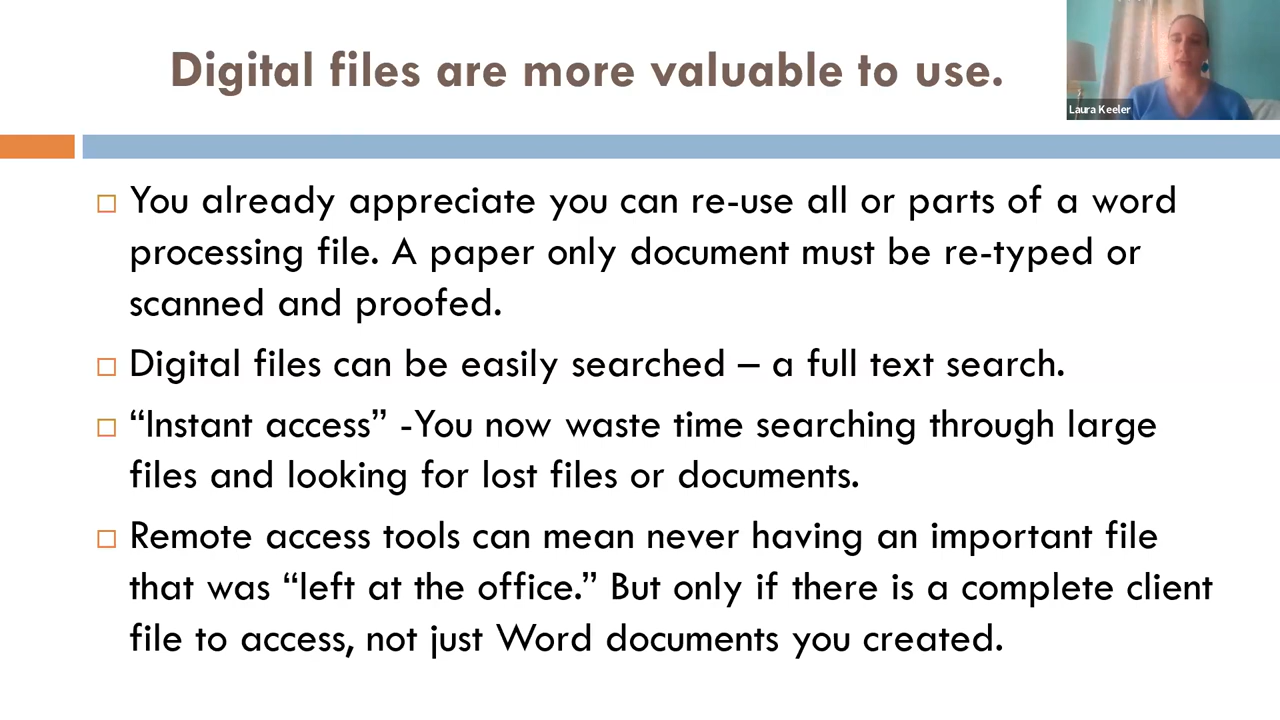 Digital files are more valuable to use.
Laura Keeler
You already appreciate you can re-use all or parts of a word
processing file. A paper only document must be re-typed or
scanned and proofed.
Digital files can be easily searched – a full text search.
“Instant access” -You now waste time searching through large
files and looking for lost files or documents.
Remote access tools can mean never having an important file
that was “left at the office.” But only if there is a complete client
file to access, not just Word documents you created.